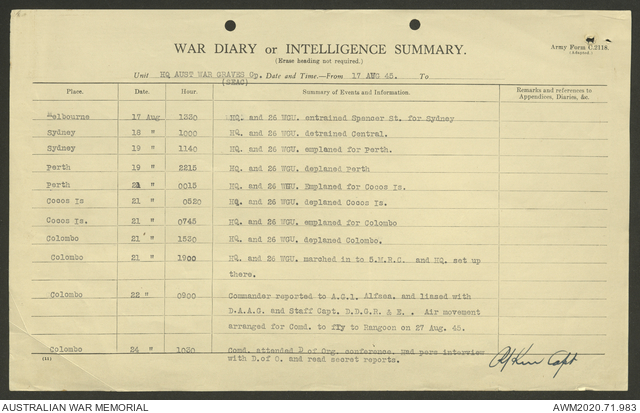 WAR DIARY or INTELLIGENCE SUMMARY.
Army Form C.2118.
(Erase heading not required.)
(Adapted.)
Unit HQ AUST WAR GRAVES Gp. Date and Time.—From 17 AUG 45. To
(SEAC)
Place. Date. Hour. Summary of Events and Information. Remarks and references to Appendices, Diaries, &c.
Melbourne 17 Aug. 1330 HQ. and 26 WGU. entrained Spencer St. for Sydney
Sydney 18 " 1000 HQ. and 26 WGU. detrained Central.
Sydney 19 " 1140 HQ. and 26 WGU. emplaned for Perth.
Perth 19 " 2215 HQ. and 26 WGU. deplaned Perth
Perth 21 " 0015 HQ. and 26 WGU. Emplaned for Cocos Is.
Cocos Is 21 " 0520 HQ. and 26 WGU. deplaned Cocos Is.
Cocos Is. 21 " 0745 HQ. and 26 WGU. emplaned for Colombo
Colombo 21 " 1530 HQ. and 26 WGU. deplaned Colombo.
Colombo 21 " 1900 HQ. and 26 WGU. marched in to 5.M.R.C. and HQ. set up
there.
Colombo 22 " 0900 Commander reported to A.G.1. Alfsea. and liased with
D.A.A.G. and Staff Capt. D.D.G.R. & E. . Air movement
arranged for Comd. to fly to Rangoon on 27 Aug. 45.
Colombo 24 " 1030 Comd. attended D of Org. conference. Had pers interview
with D.of O. and read secret reports.
Capt
(11)
AUSTRALIAN WAR MEMORIAL
AWM2020.71.983